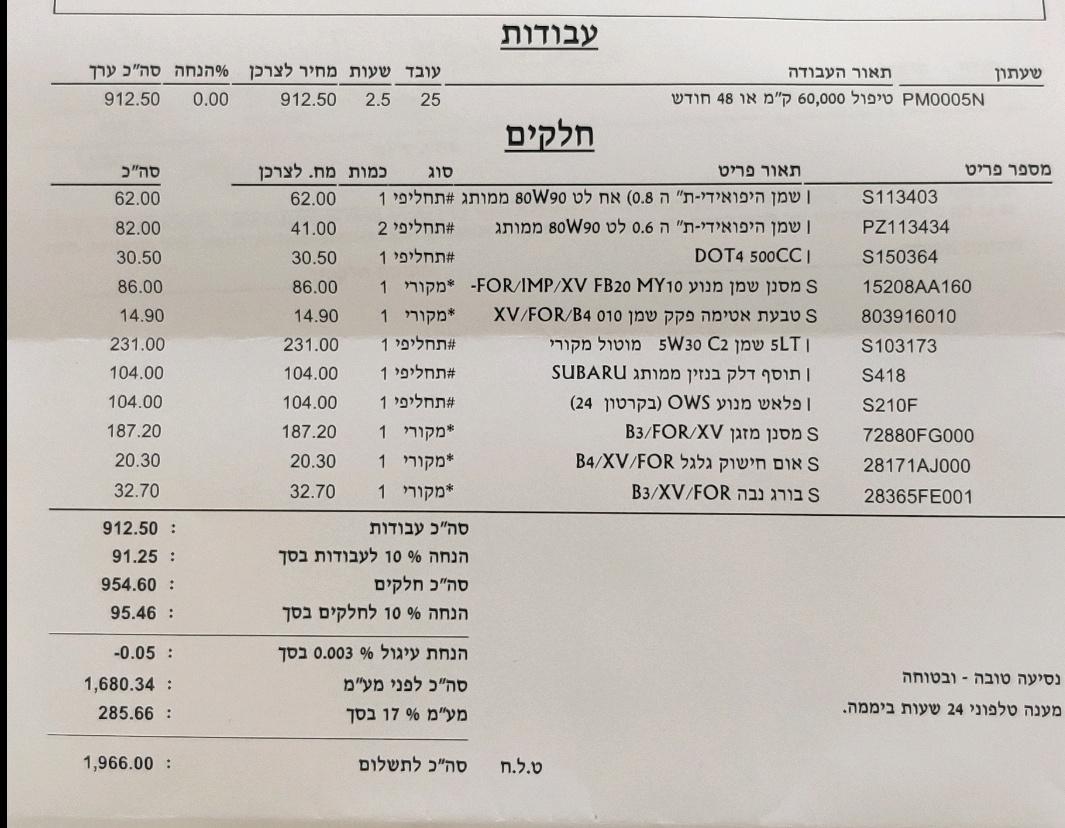 עבודות
שעתון תאור העבודה עובד שעות מחיר לצרכן %הנחה סה"כ ערך
PM0005N טיפול 60,000 ק"מ או 48 חודש 25 2.5 912.50 0.00 912.50
חלקים
מספר פריט תאור פריט סוג כמות מח. לצרכן סה"כ
S113403 I שמן היפואידי-ת" ה 0.8) אח לט 80W90 ממותג #תחליפי 1 62.00 62.00
PZ113434 I שמן היפואידי-ת" ה 0.6 לט 80W90 ממותג #תחליפי 2 41.00 82.00
S150364 I DOT4 500CC #תחליפי 1 30.50 30.50
15208AA160 S מסנן שמן מנוע FOR/IMP/XV FB20 MY10- *מקורי 1 86.00 86.00
803916010 S טבעת אטימה פקק שמן 010 XV/FOR/B4 *מקורי 1 14.90 14.90
S103173 I 5LT שמן 5W30 C2 מוטול מקורי #תחליפי 1 231.00 231.00
S418 I תוסף דלק בנזין ממותג SUBARU #תחליפי 1 104.00 104.00
S210F I פלאש מנוע OWS (בקרטון 24) #תחליפי 1 104.00 104.00
72880FG000 S מסנן מזגן B3/FOR/XV *מקורי 1 187.20 187.20
28171AJ000 S אום חישוק גלגל B4/XV/FOR *מקורי 1 20.30 20.30
28365FE001 S בורג נבה B3/XV/FOR *מקורי 1 32.70 32.70
סה"כ עבודות : 912.50
הנחה % 10 לעבודות בסך : 91.25
סה"כ חלקים : 954.60
הנחה % 10 לחלקים בסך : 95.46
הנחת עיגול % 0.003 בסך : -0.05
סה"כ לפני מע"מ : 1,680.34
מע"מ % 17 בסך : 285.66
נסיעה טובה - ובטוחה
מענה טלפוני 24 שעות ביממה.
ט.ל.ח סה"כ לתשלום : 1,966.00